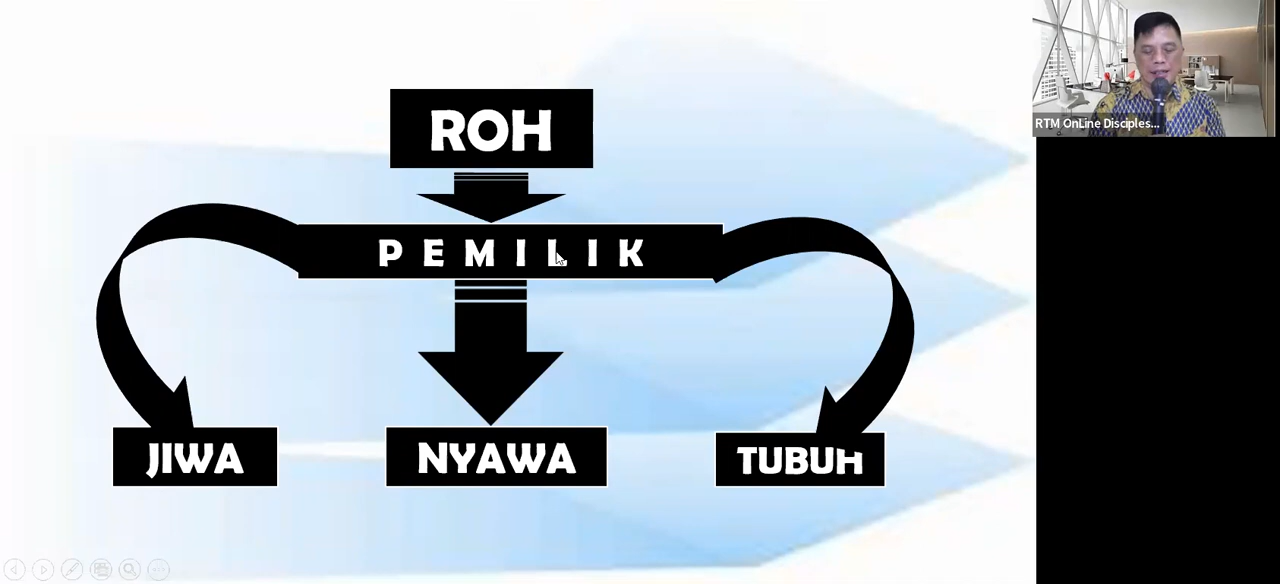 ROH
PEMILIK
JIWA
NYAWA
TUBUH
RTM OnLine Disciples...